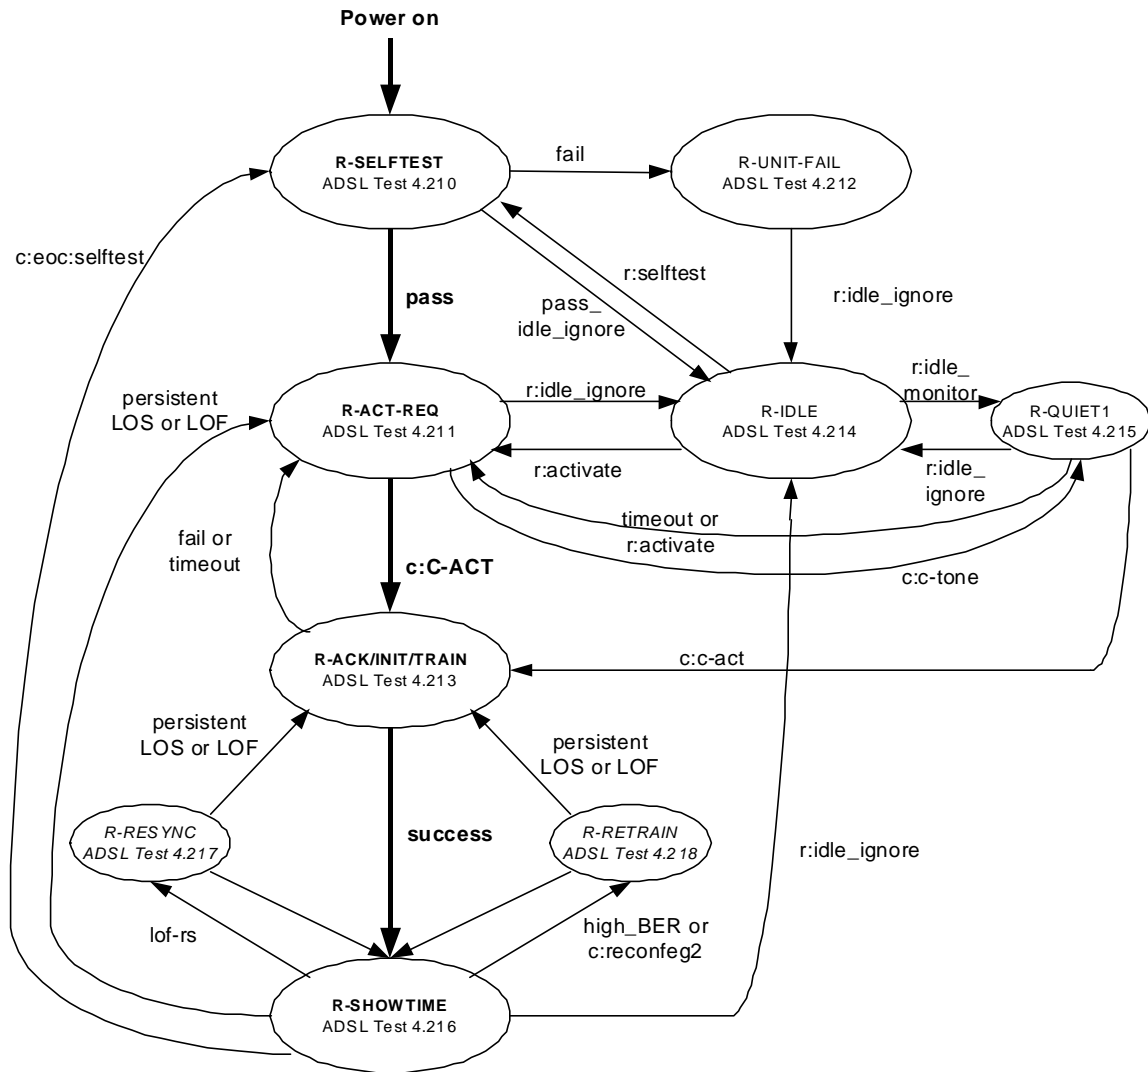 Power on
R-SELFTEST
ADSL Test 4.210
fail
R-UNIT-FAIL
ADSL Test 4.212
c:eoc:selftest
r:selftest
pass
pass_
idle_ignore
r:idle_ignore
persistent
LOS or LOF
R-ACT-REQ
ADSL Test 4.211
r:idle_ignore
R-IDLE
ADSL Test 4.214
r:idle_
monitor
R-QUIET1
ADSL Test 4.215
r:activate
r:idle_
ignore
fail or
timeout
timeout or
r:activate
c:C-ACT
c:c-tone
R-ACK/INIT/TRAIN
ADSL Test 4.213
c:c-act
persistent
LOS or LOF
persistent
LOS or LOF
R-RESYNC
ADSL Test 4.217
success
R-RETRAIN
ADSL Test 4.218
r:idle_ignore
lof-rs
high_BER or
c:reconfeg2
R-SHOWTIME
ADSL Test 4.216